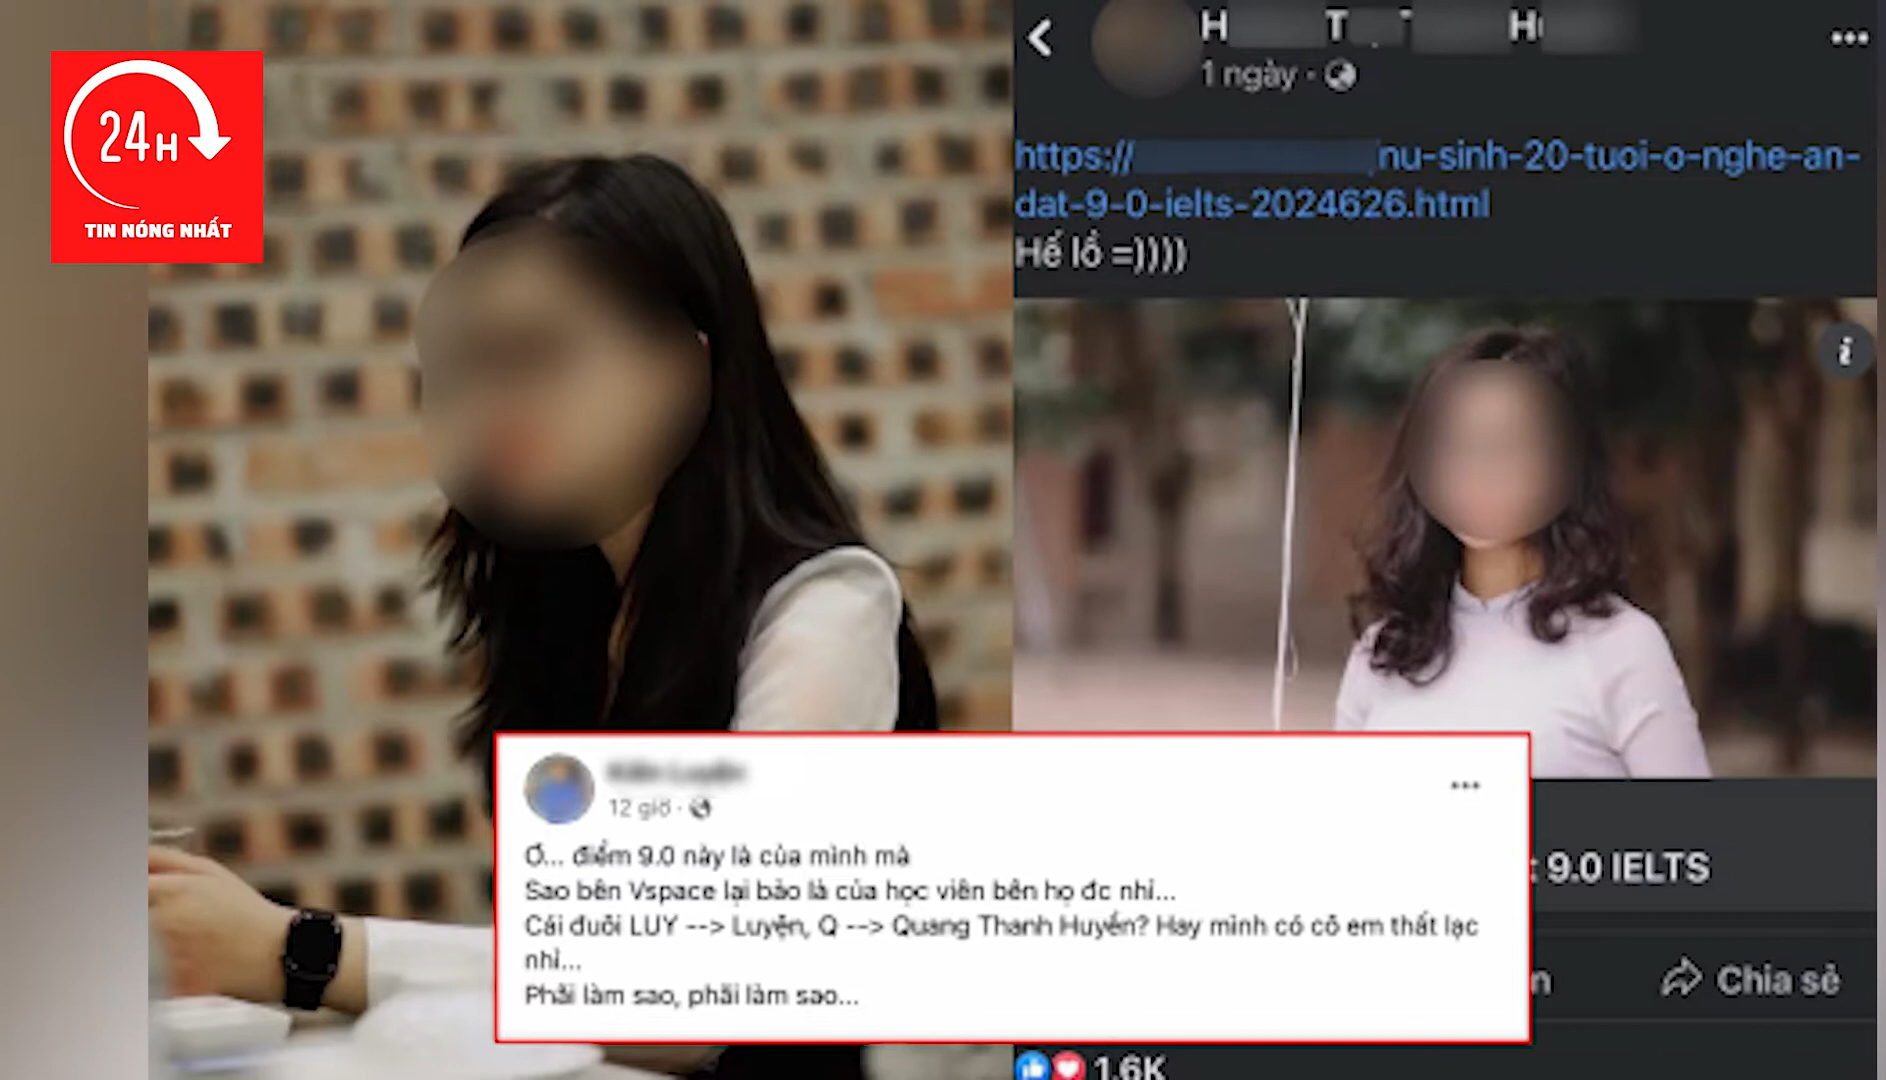 24H
TIN NÓNG NHẤT
1 ngày
https:// nu-sinh-20-tuoi-o-nghe-an-
dat-9-0-ielts-2024626.html
Hế lồ =))))
12 giờ
Ơ... điểm 9.0 này là của mình mà
Sao bên Vspace lại bảo là của học viên bên họ đc nhỉ...
Cái đuôi LUY --> Luyện, Q --> Quang Thanh Huyền? Hay mình có cô em thất lạc
nhỉ...
Phải làm sao, phải làm sao...
: 9.0 IELTS
Chia sẻ
1.6K